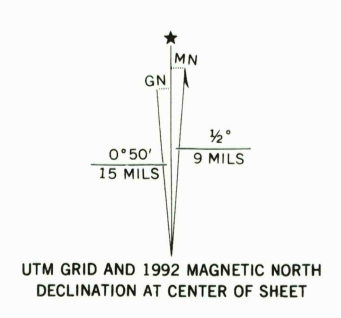 ★
MN
GN
½°
0°50′
9 MILS
15 MILS
UTM GRID AND 1992 MAGNETIC NORTH
DECLINATION AT CENTER OF SHEET